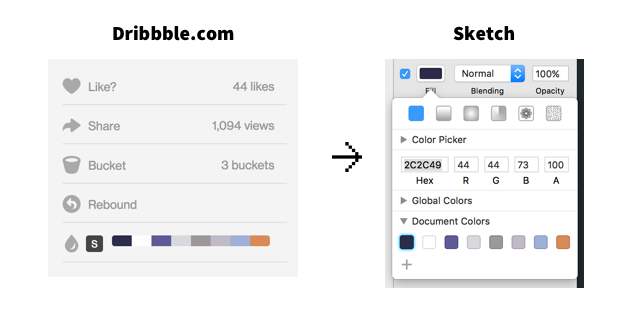 Dribbble.com
Sketch
Like?
44 likes
Share
1,094 views
Bucket
3 buckets
Rebound
S
Normal
100%
Fill
Blending
Opacity
Color Picker
2C2C49
44
44
73
100
Hex
R
G
B
A
Global Colors
Document Colors